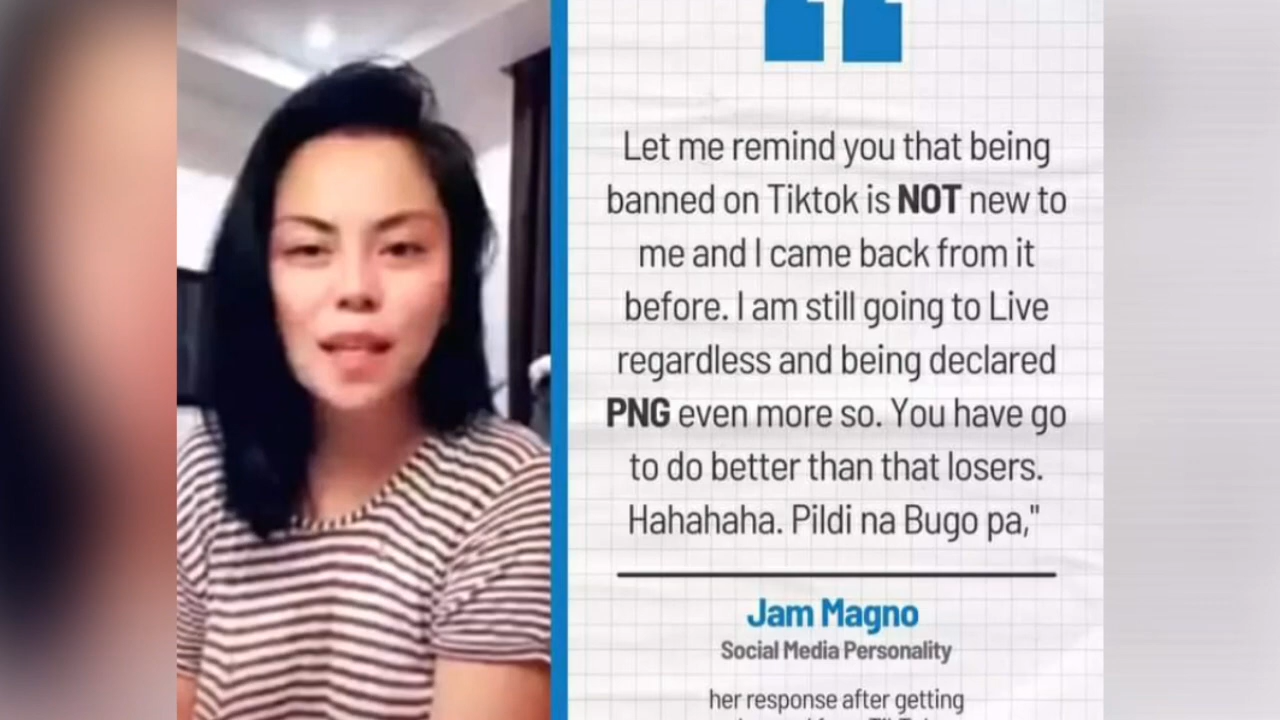 Let me remind you that being
banned on Tiktok is NOT new to
me and I came back from it
before. I am still going to Live
regardless and being declared
PNG even more so. You have go
to do better than that losers.
Hahahaha. Pildi na Bugo pa,"
Jam Magno
Social Media Personality
her response after getting